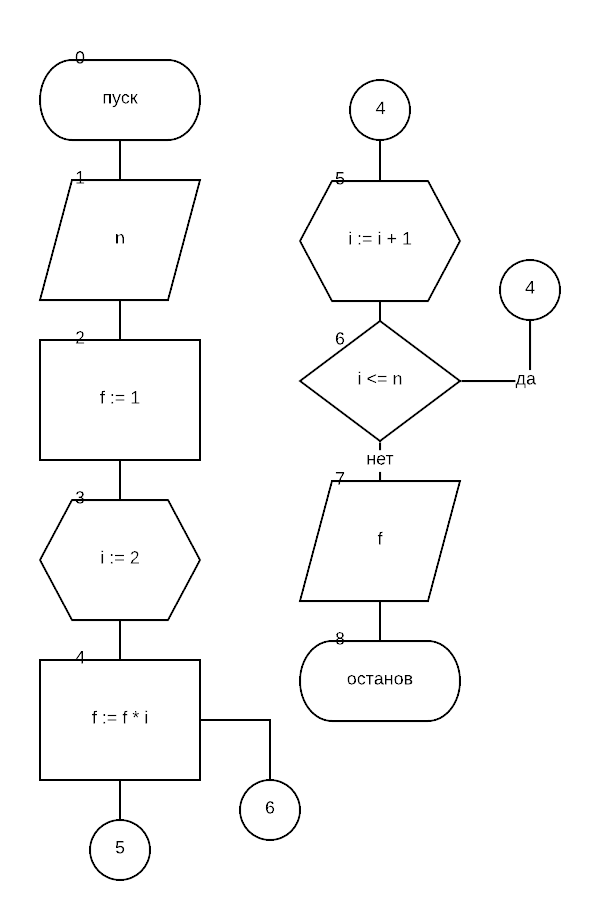 0
пуск
1
n
2
f := 1
3
i := 2
4
f := f * i
6
5
4
5
i := i + 1
4
6
i <= n
да
нет
7
f
8
останов